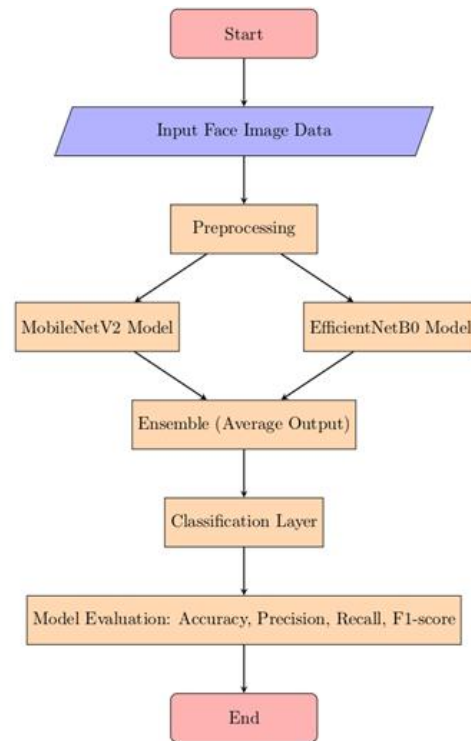 Start
Input Face Image Data
Preprocessing
MobileNetV2 Model
EfficientNetB0 Model
Ensemble (Average Output)
Classification Layer
Model Evaluation: Accuracy, Precision, Recall, F1-score
End